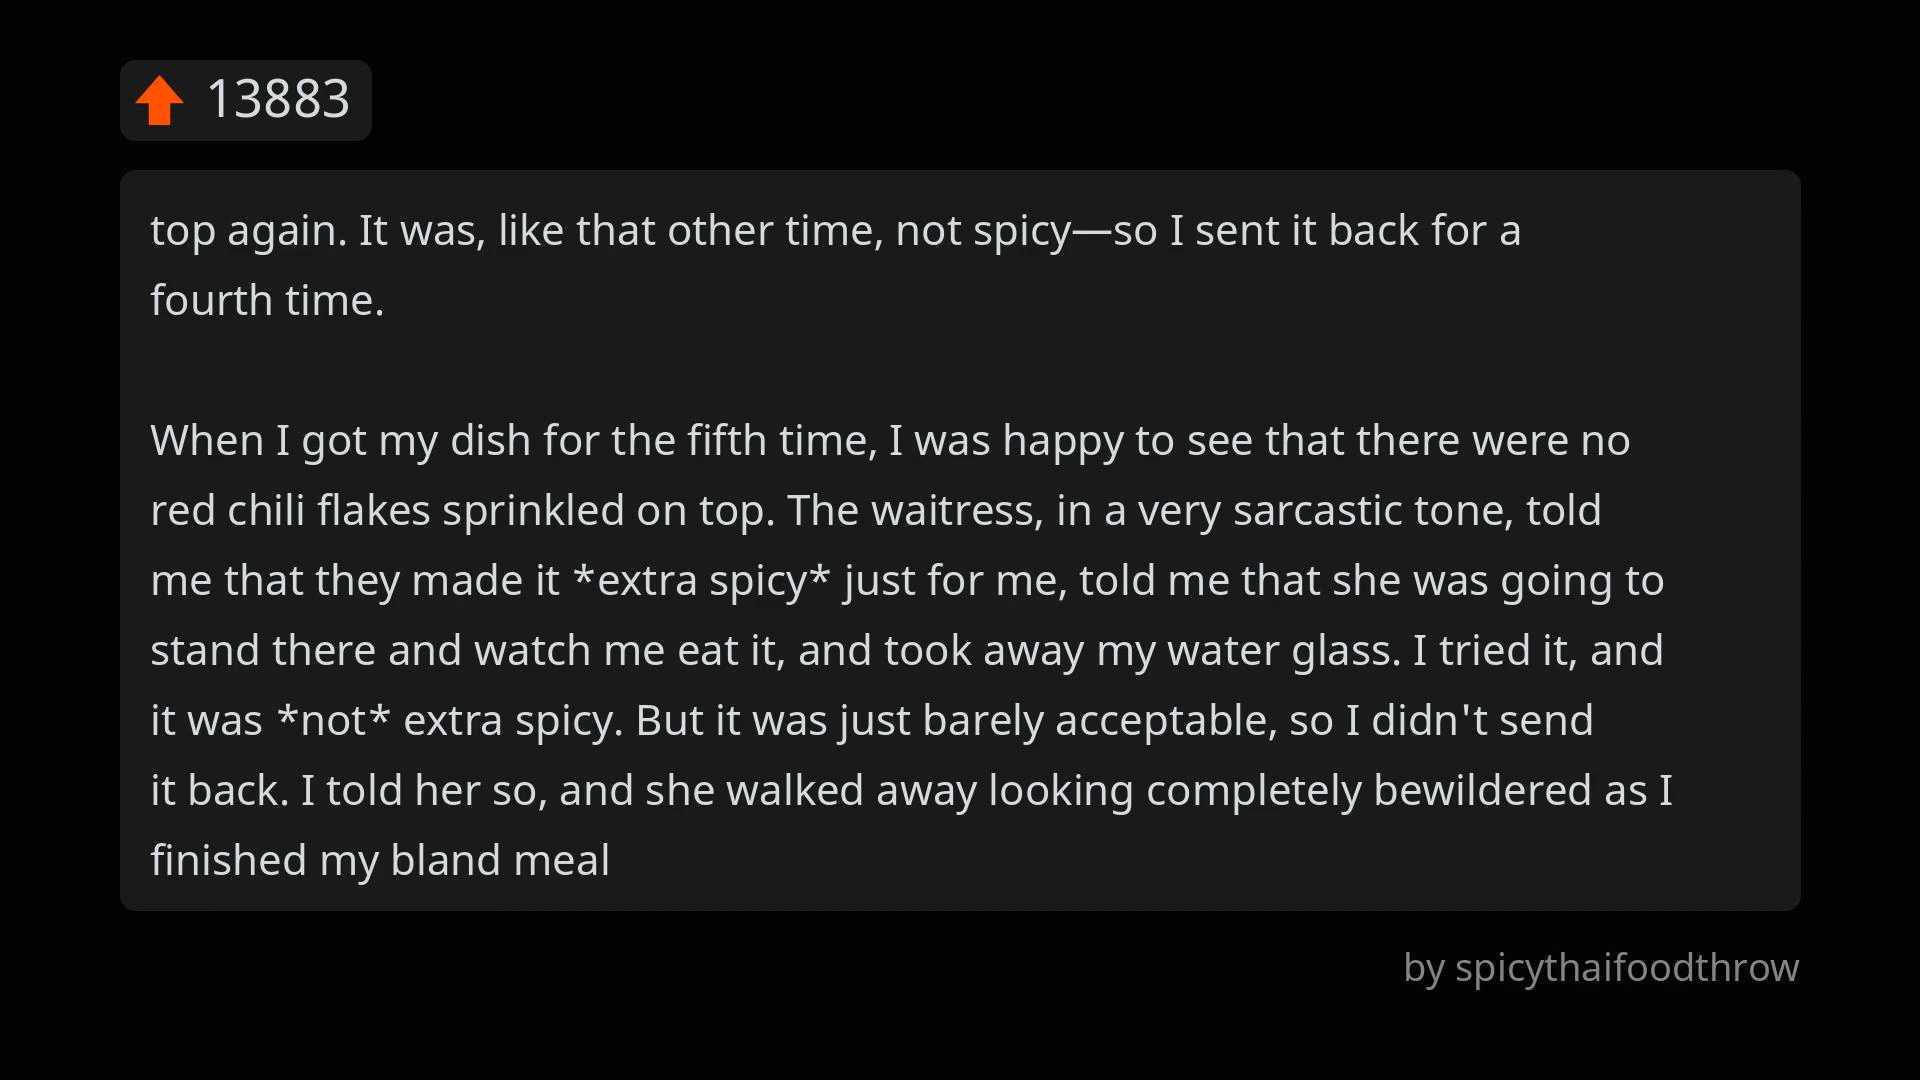 13883
top again. It was, like that other time, not spicy—so I sent it back for a
fourth time.
When I got my dish for the fifth time, I was happy to see that there were no
red chili flakes sprinkled on top. The waitress, in a very sarcastic tone, told
me that they made it *extra spicy* just for me, told me that she was going to
stand there and watch me eat it, and took away my water glass. I tried it, and
it was *not* extra spicy. But it was just barely acceptable, so I didn't send
it back. I told her so, and she walked away looking completely bewildered as I
finished my bland meal
by spicythaifoodthrow